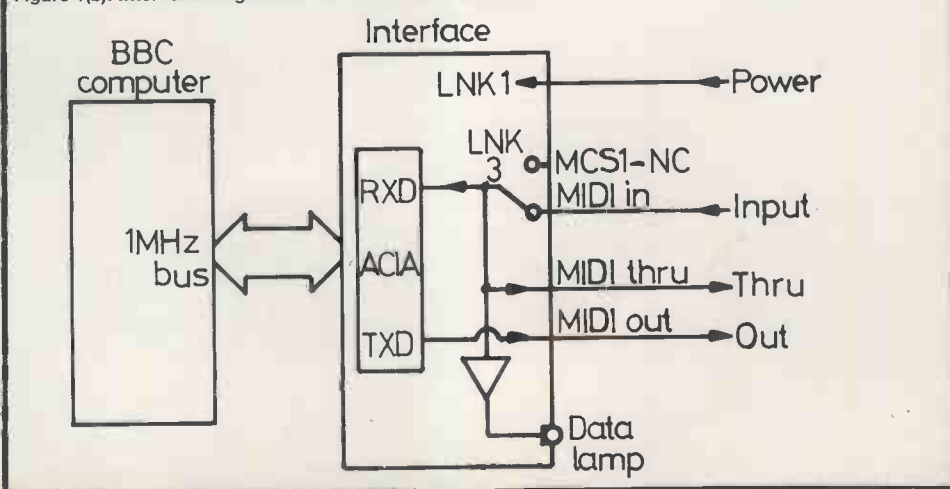 BBC
computer
1MHz
bus
Interface
LNK1
Power
LNK
3
MCS1-NC
MIDI in
Input
RXD
ACIA
TXD
MIDI thru
Thru
MIDI out
Out
Data
lamp